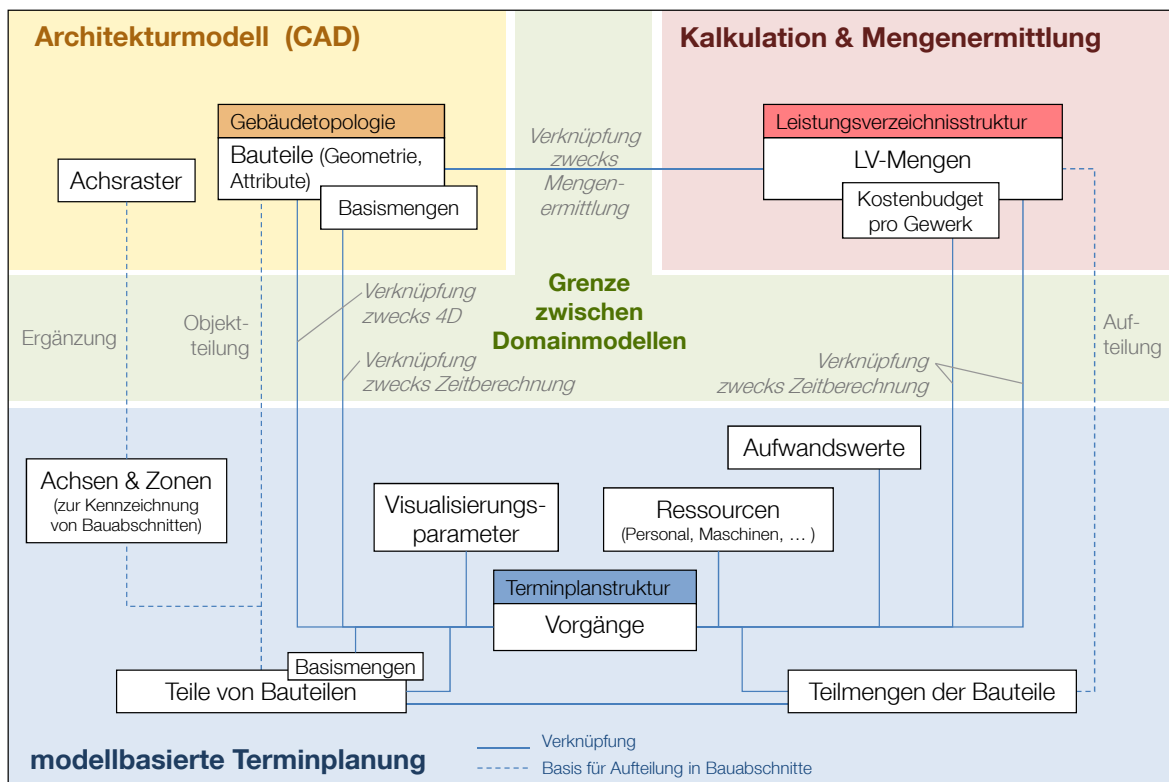 Architekturmodell (CAD)
Kalkulation & Mengenermittlung
Gebäudetopologie
Bauteile (Geometrie,
Attribute)
Basismengen
Achsraster
Verknüpfung
zwecks
Mengen-
ermittlung
Leistungsverzeichnisstruktur
LV-Mengen
Kostenbudget
pro Gewerk
Grenze
zwischen
Domainmodellen
Ergänzung
Objekt-
teilung
Verknüpfung
zwecks 4D
Verknüpfung
zwecks Zeitberechnung
Verknüpfung
zwecks Zeitberechnung
Auf-
teilung
Achsen & Zonen
(zur Kennzeichnung
von Bauabschnitten)
Visualisierungs-
parameter
Aufwandswerte
Ressourcen
(Personal, Maschinen, … )
Terminplanstruktur
Vorgänge
Basismengen
Teile von Bauteilen
Teilmengen der Bauteile
modellbasierte Terminplanung
Verknüpfung
Basis für Aufteilung in Bauabschnitte